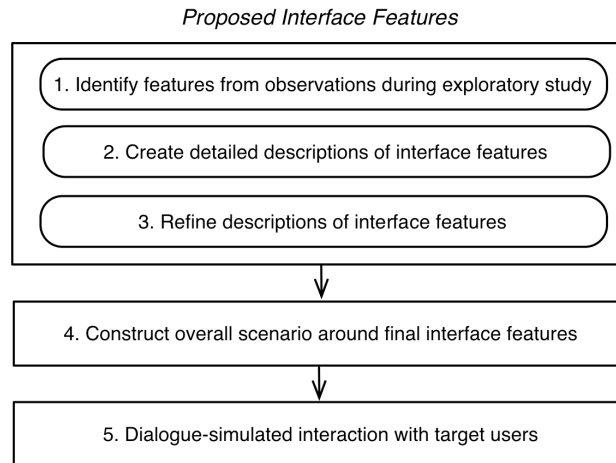 Proposed Interface Features
1. Identify features from observations during exploratory study
2. Create detailed descriptions of interface features
3. Refine descriptions of interface features
4. Construct overall scenario around final interface features
5. Dialogue-simulated interaction with target users